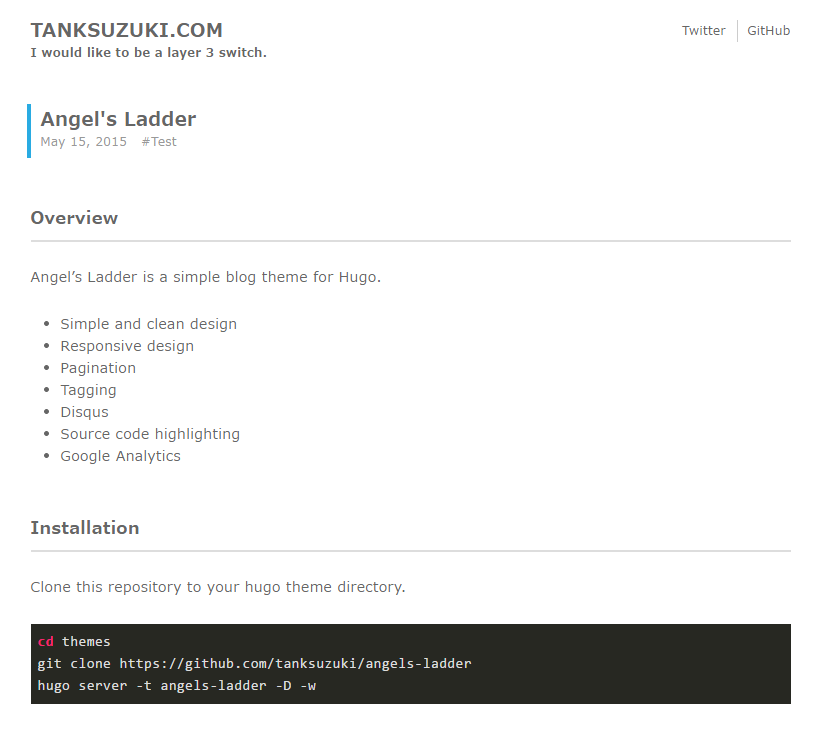 TANKSUZUKI.COM
I would like to be a layer 3 switch.
Twitter
GitHub
Angel's Ladder
May 15, 2015 #Test
Overview
Angel’s Ladder is a simple blog theme for Hugo.
• Simple and clean design
• Responsive design
• Pagination
• Tagging
• Disqus
• Source code highlighting
• Google Analytics
Installation
Clone this repository to your hugo theme directory.
cd themes
git clone https://github.com/tanksuzuki/angels-ladder
hugo server -t angels-ladder -D -w